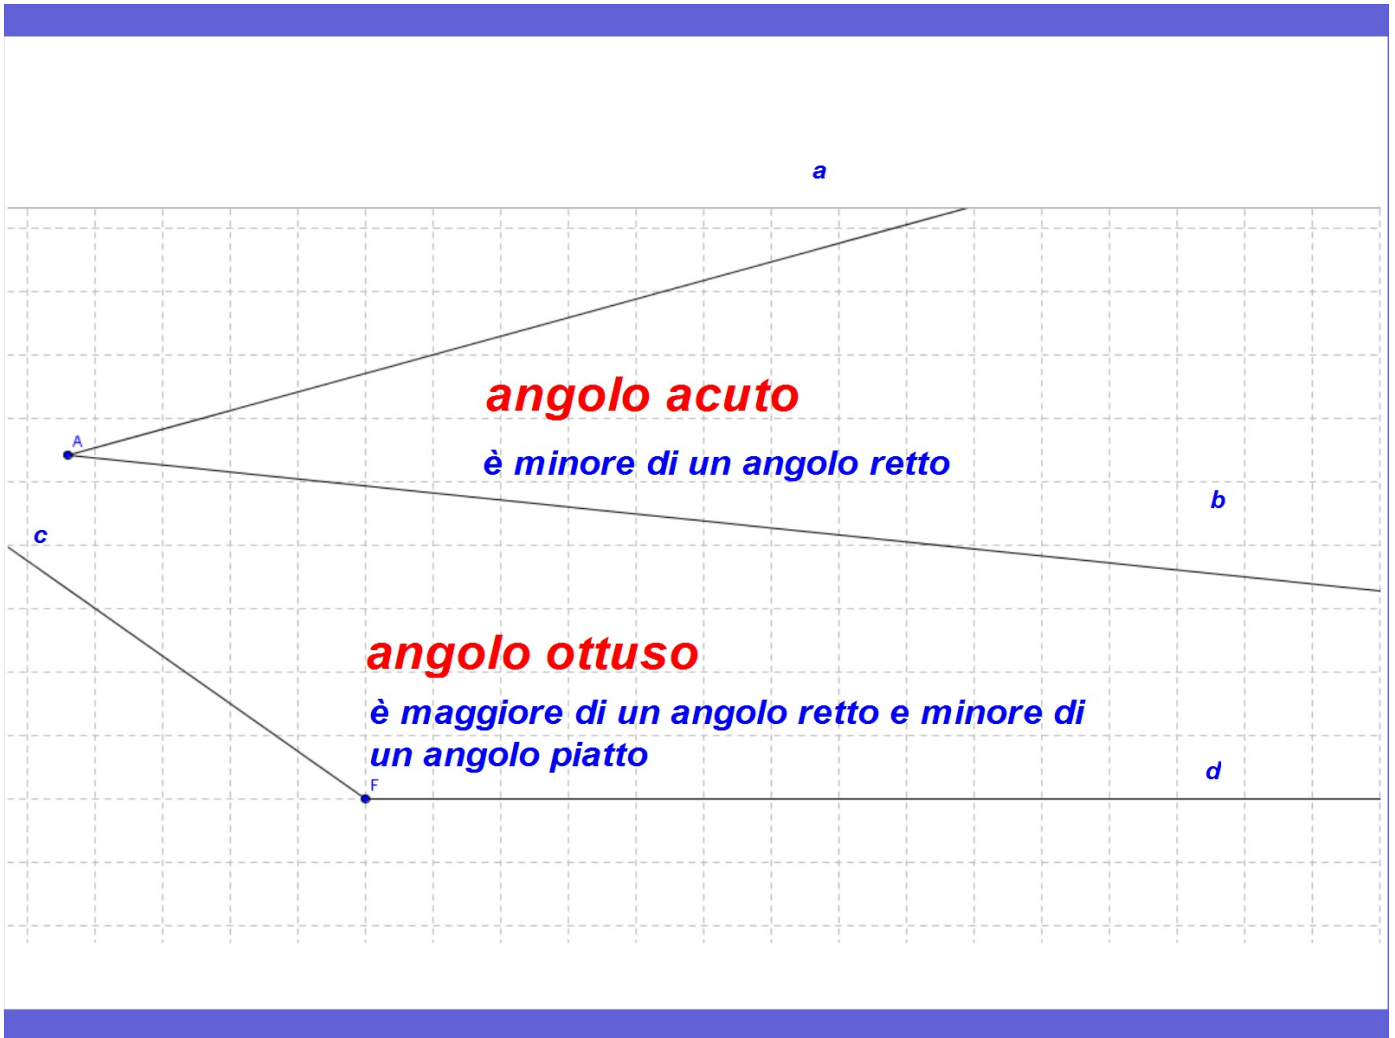 a
A
angolo acuto
è minore di un angolo retto
b
c
angolo ottuso
è maggiore di un angolo retto e minore di
un angolo piatto
F
d